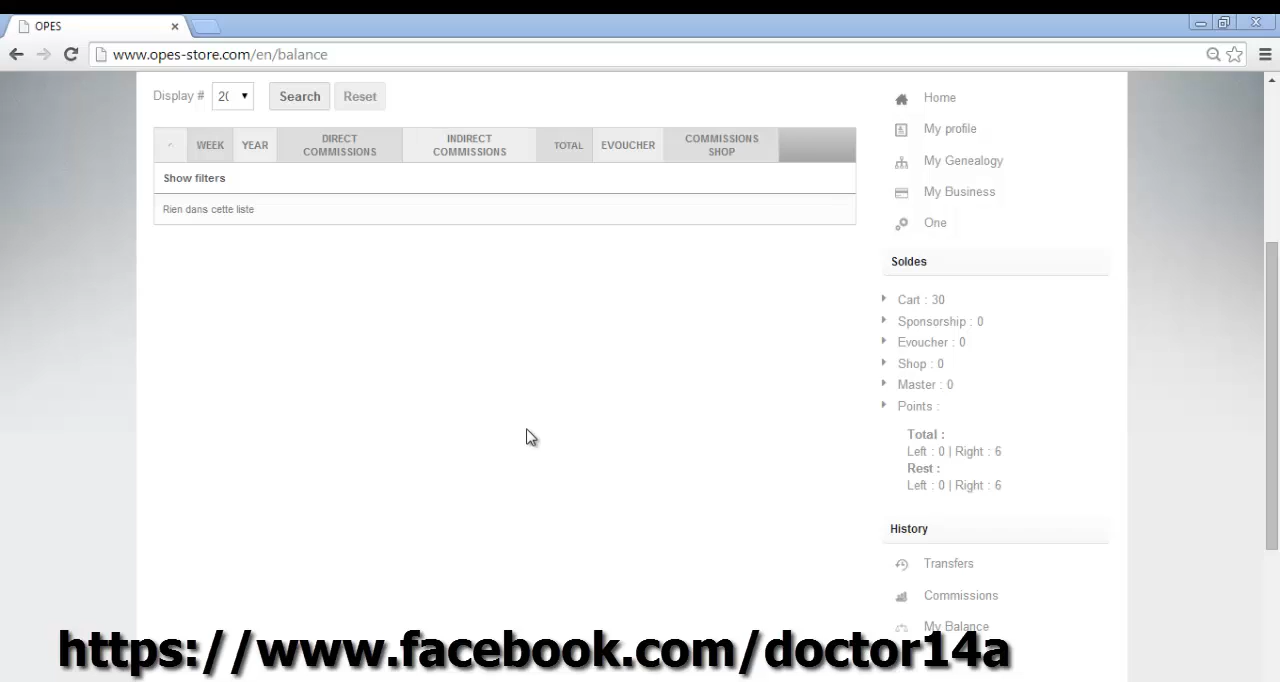 OPES
www.opes-store.com/en/balance
Display #
Search
Reset
WEEK
YEAR
DIRECT
COMMISSIONS
INDIRECT
COMMISSIONS
TOTAL
EVOUCHER
COMMISSIONS
SHOP
Show filters
Rien dans cette liste
Home
My profile
My Genealogy
My Business
One
Soldes
Cart : 30
Sponsorship : 0
Evoucher : 0
Shop : 0
Master : 0
Points :
Total :
Left : 0 | Right : 6
Rest :
Left : 0 | Right : 6
History
Transfers
Commissions
My Balance
https://www.facebook.com/doctor14a